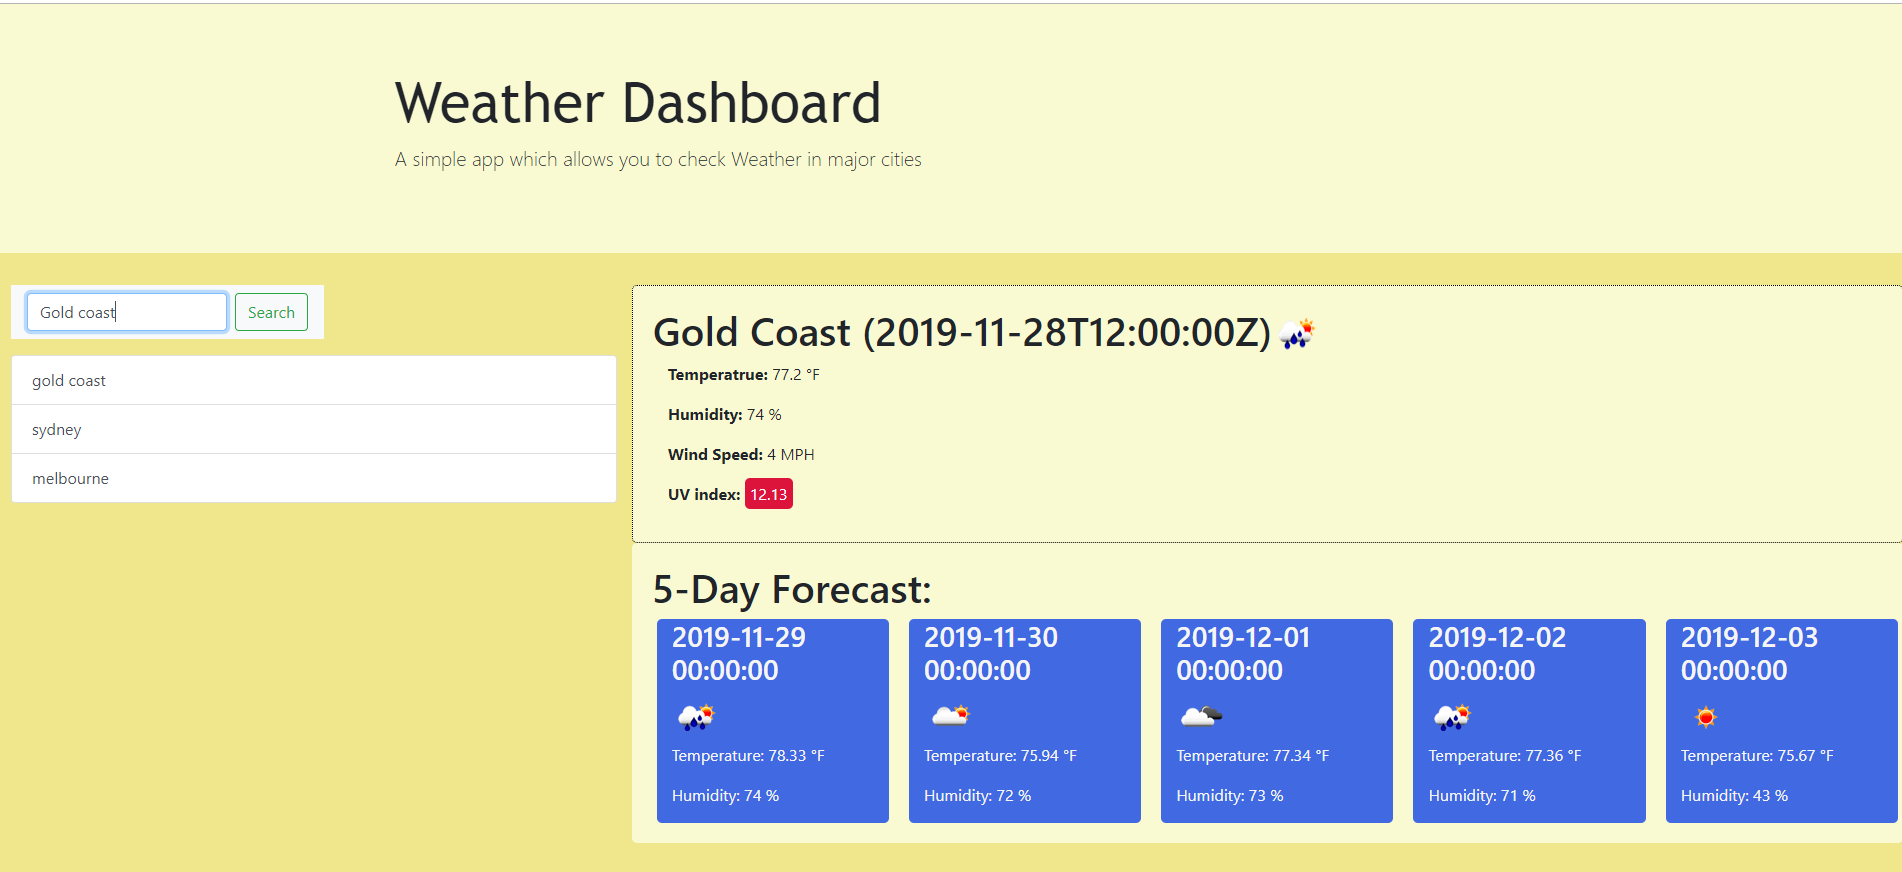 Weather Dashboard
A simple app which allows you to check Weather in major cities
Gold coast
Search
gold coast
sydney
melbourne
Gold Coast (2019-11-28T12:00:00Z)
Temperatrue: 77.2 °F
Humidity: 74 %
Wind Speed: 4 MPH
UV index: 12.13
5-Day Forecast:
2019-11-29
00:00:00
Temperature: 78.33 °F
Humidity: 74 %
2019-11-30
00:00:00
Temperature: 75.94 °F
Humidity: 72 %
2019-12-01
00:00:00
Temperature: 77.34 °F
Humidity: 73 %
2019-12-02
00:00:00
Temperature: 77.36 °F
Humidity: 71 %
2019-12-03
00:00:00
Temperature: 75.67 °F
Humidity: 43 %